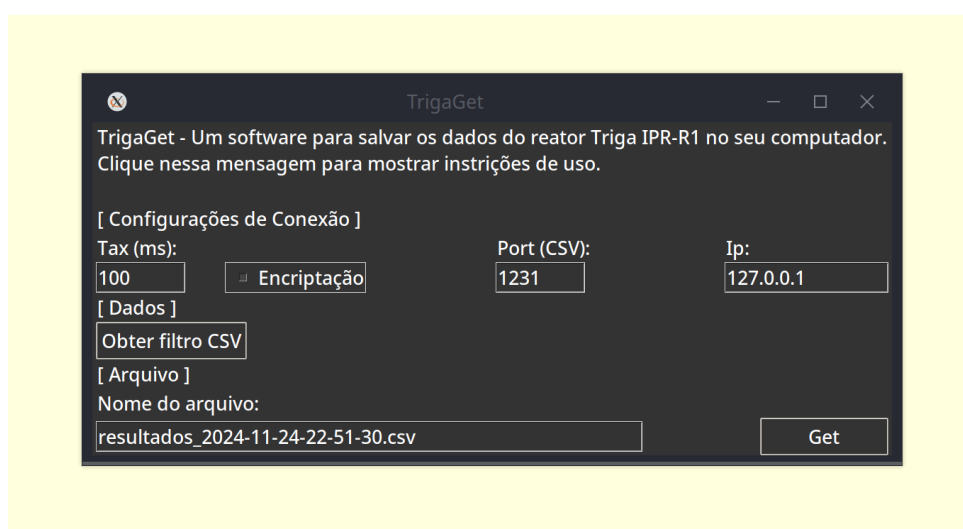 TrigaGet
TrigaGet - Um software para salvar os dados do reator Triga IPR-R1 no seu computador.
Clique nessa mensagem para mostrar instrições de uso.
[ Configurações de Conexão ]
Tax (ms): Port (CSV): Ip:
100 Encriptação 1231 127.0.0.1
[ Dados ]
Obter filtro CSV
[ Arquivo ]
Nome do arquivo:
resultados_2024-11-24-22-51-30.csv Get